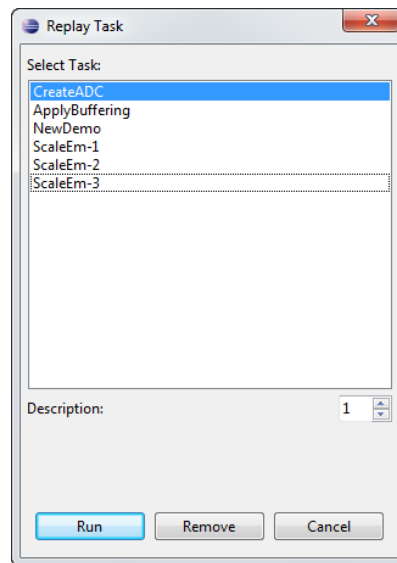 Replay Task
Select Task:
CreateADC
ApplyBuffering
NewDemo
ScaleEm-1
ScaleEm-2
ScaleEm-3
Description: 1
Run Remove Cancel